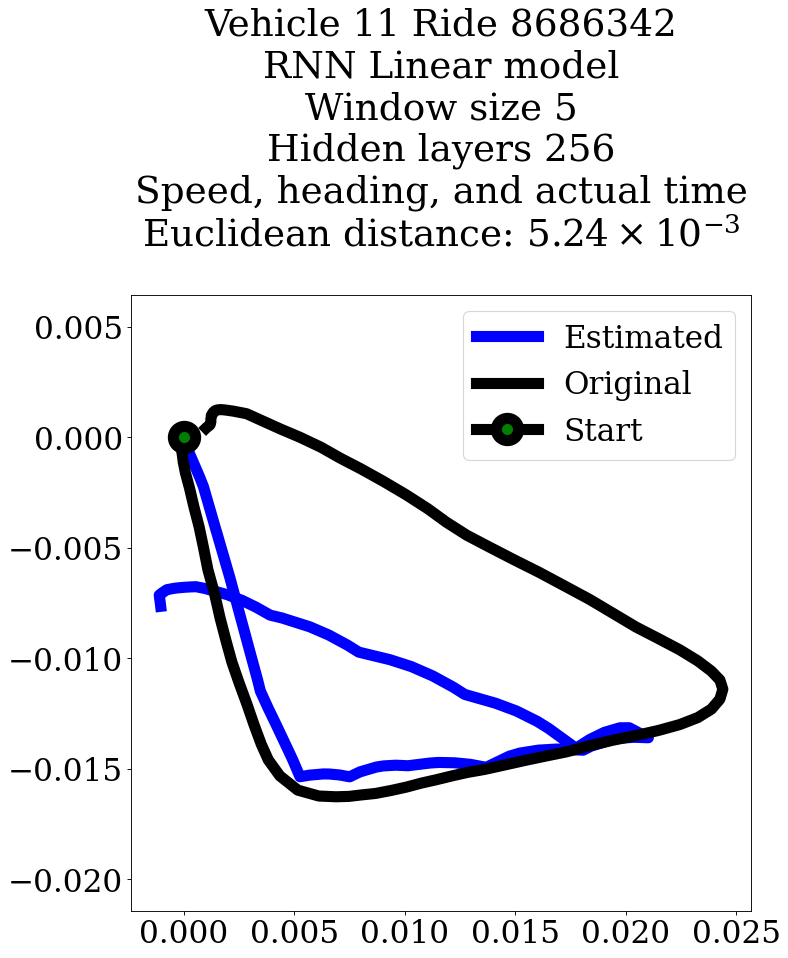 Vehicle 11 Ride 8686342
RNN Linear model
Window size 5
Hidden layers 256
Speed, heading, and actual time
Euclidean distance: 5.24 × 10⁻³
Estimated
Original
Start
0.005
0.000
−0.005
−0.010
−0.015
−0.020
0.000 0.005 0.010 0.015 0.020 0.025